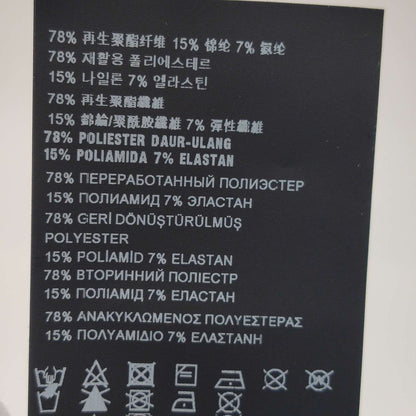 78% 再生聚酯纤维 15% 锦纶 7% 氨纶
78% 재활용 폴리에스테르
15% 나일론 7% 엘라스틴
78% 再生聚酯纖維
15% 錦綸/聚酰胺纖維 7% 彈性纖維
78% POLIESTER DAUR-ULANG
15% POLIAMIDA 7% ELASTAN
78% ПЕРЕРАБОТАННЫЙ ПОЛИЭСТЕР
15% ПОЛИАМИД 7% ЭЛАСТАН
78% GERİ DÖNÜŞTÜRÜLMÜŞ
POLYESTER
15% POLİAMİD 7% ELASTAN
78% ВТОРИННИЙ ПОЛІЕСТР
15% ПОЛІАМІД 7% ЕЛАСТАН
78% ΑΝΑΚΥΚΛΩΜΕΝΟΣ ΠΟΛΥΕΣΤΕΡΑΣ
15% ΠΟΛΥΑΜΙΔΙΟ 7% ΕΛΑΣΤΑΝΗ